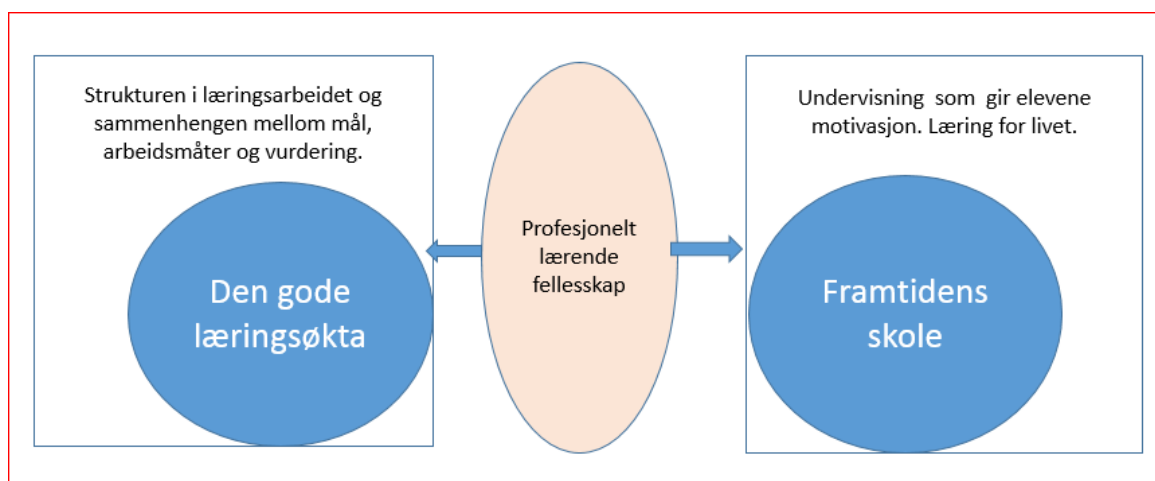 Strukturen i læringsarbeidet og
sammenhengen mellom mål,
arbeidsmåter og vurdering.
Den gode
læringsøkta
Profesjonelt
lærende
fellesskap
Undervisning  som  gir elevene
motivasjon. Læring for livet.
Framtidens
skole